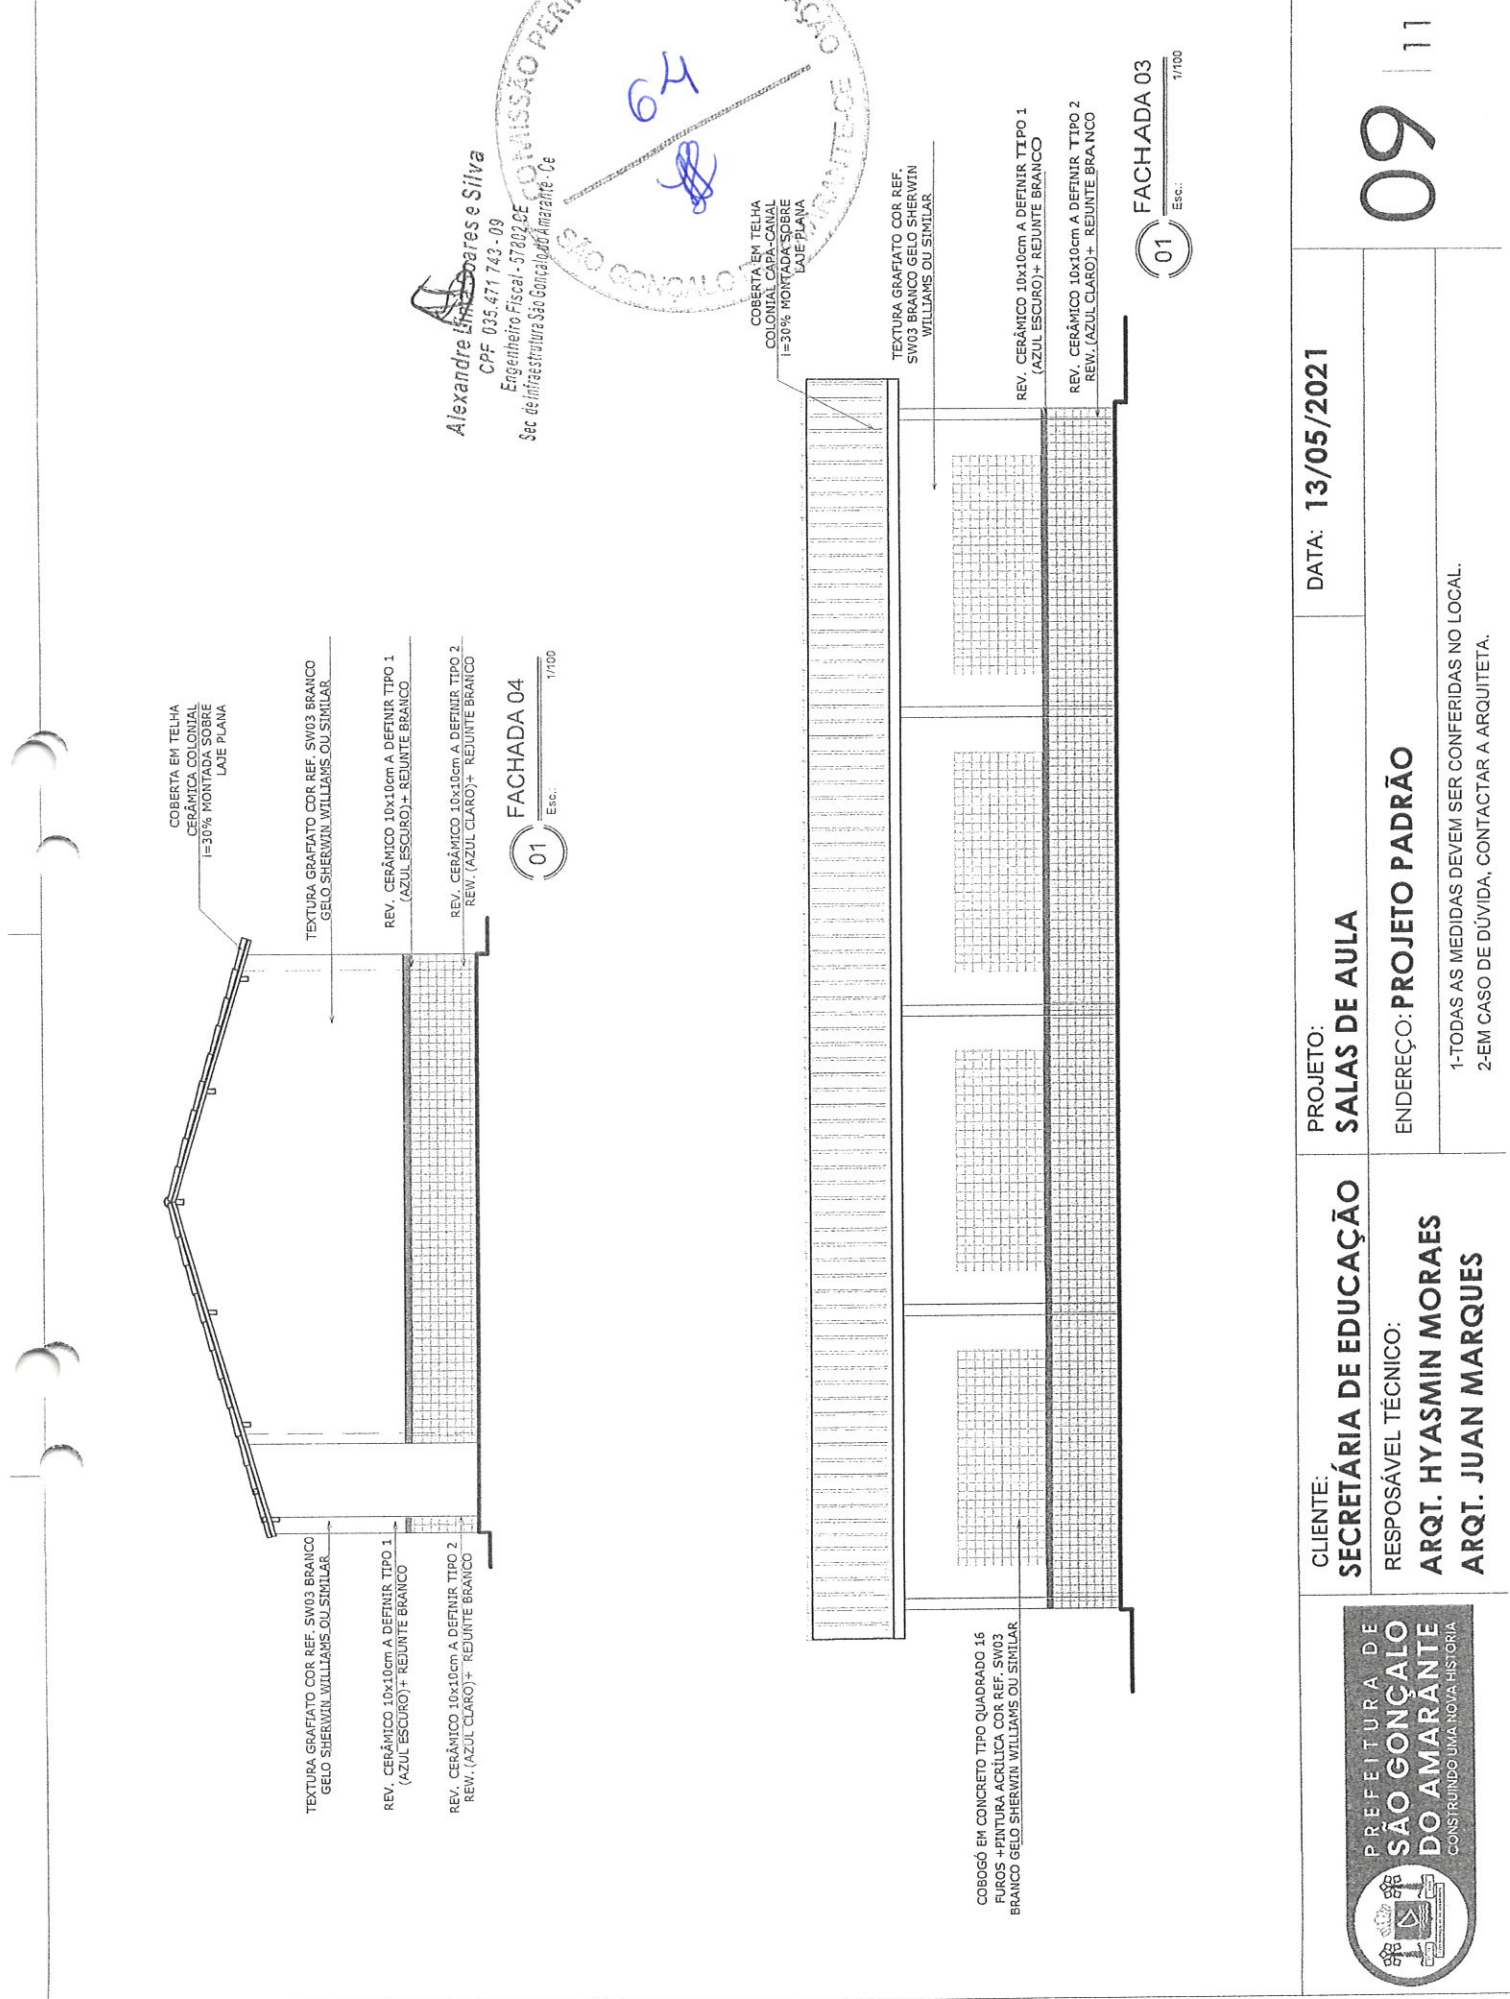 COBERTA EM TELHA
CERÂMICA COLONIAL
i=30% MONTADA SOBRE
LAJE PLANA
TEXTURA GRAFIATO COR REF. SW03 BRANCO
GELO SHERWIN WILLIAMS OU SIMILAR
REV. CERÂMICO 10x10cm A DEFINIR TIPO 1
(AZUL ESCURO)+ REJUNTE BRANCO
REV. CERÂMICO 10x10cm A DEFINIR TIPO 2
REW. (AZUL CLARO)+ REJUNTE BRANCO
TEXTURA GRAFIATO COR REF. SW03 BRANCO
GELO SHERWIN WILLIAMS OU SIMILAR
REV. CERÂMICO 10x10cm A DEFINIR TIPO 1
(AZUL ESCURO)+ REJUNTE BRANCO
REV. CERÂMICO 10x10cm A DEFINIR TIPO 2
REW. (AZUL CLARO)+ REJUNTE BRANCO
01 FACHADA 04
Esc.: 1/100
Alexandre Soares e Silva
CPF 035.471 743 - 09
Engenheiro Fiscal - 57802 CE
Sec de Infraestrutura São Gonçalo do Amarante - Ce
COMISSÃO
SÃO GONÇALO
64
COBERTA EM TELHA
COLONIAL CAPA-CANAL
i=30% MONTADA SOBRE
LAJE PLANA
TEXTURA GRAFIATO COR REF.
SW03 BRANCO GELO SHERWIN
WILLIAMS OU SIMILAR
REV. CERÂMICO 10x10cm A DEFINIR TIPO 1
(AZUL ESCURO)+ REJUNTE BRANCO
REV. CERÂMICO 10x10cm A DEFINIR TIPO 2
REW. (AZUL CLARO)+ REJUNTE BRANCO
COBOGÓ EM CONCRETO TIPO QUADRADO 16
FUROS +PINTURA ACRÍLICA COR REF. SW03
BRANCO GELO SHERWIN WILLIAMS OU SIMILAR
01 FACHADA 03
Esc.: 1/100
PREFEITURA DE
SÃO GONÇALO
DO AMARANTE
CONSTRUINDO UMA NOVA HISTÓRIA
CLIENTE:
SECRETÁRIA DE EDUCAÇÃO
RESPOSÁVEL TÉCNICO:
ARQT. HYASMIN MORAES
ARQT. JUAN MARQUES
PROJETO:
SALAS DE AULA
DATA: 13/05/2021
ENDEREÇO: PROJETO PADRÃO
1-TODAS AS MEDIDAS DEVEM SER CONFERIDAS NO LOCAL.
2-EM CASO DE DÚVIDA, CONTACTAR A ARQUITETA.
09 | 11